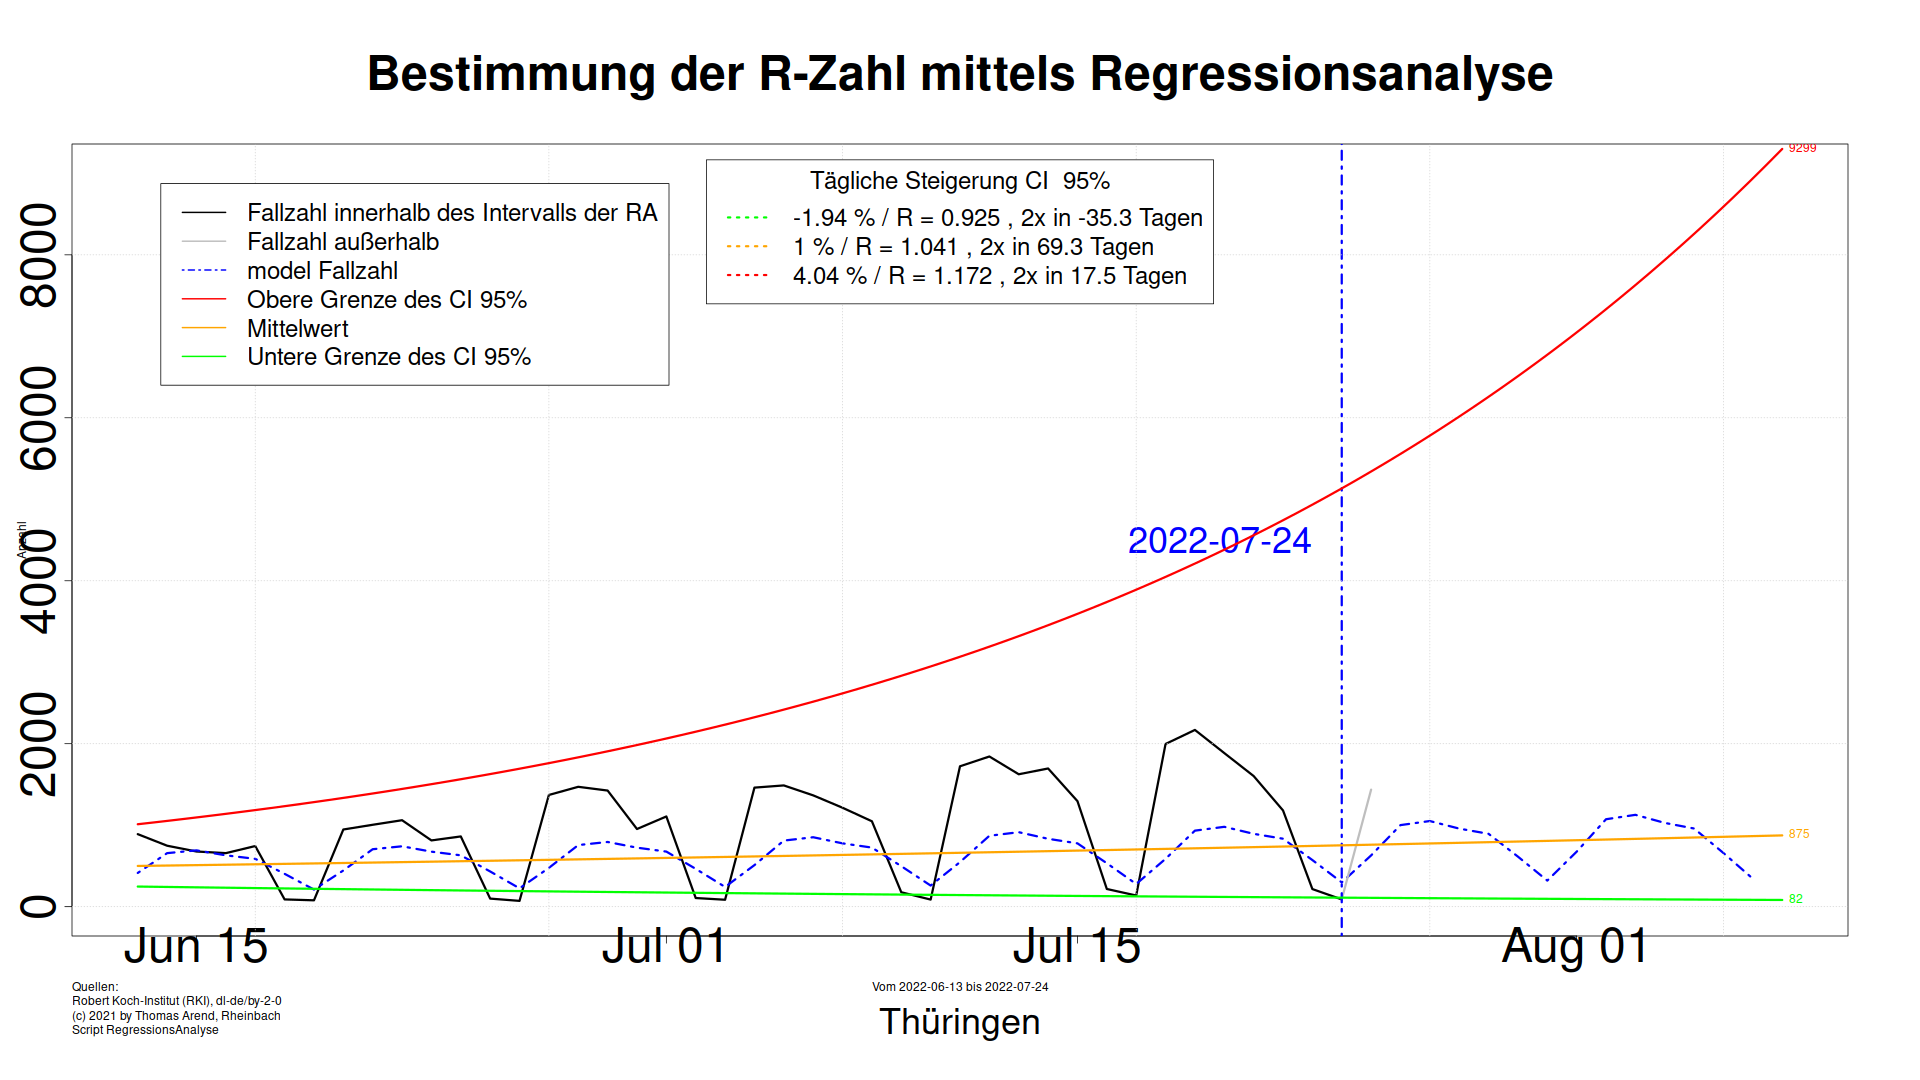 Bestimmung der R-Zahl mittels Regressionsanalyse
Fallzahl innerhalb des Intervalls der RA
Fallzahl außerhalb
model Fallzahl
Obere Grenze des CI 95%
Mittelwert
Untere Grenze des CI 95%
Tägliche Steigerung CI  95%
-1.94 % / R = 0.925 , 2x in -35.3 Tagen
1 % / R = 1.041 , 2x in 69.3 Tagen
4.04 % / R = 1.172 , 2x in 17.5 Tagen
9299
8000
6000
4000
2000
0
Anzahl
2022-07-24
875
82
Jun 15
Jul 01
Jul 15
Aug 01
Quellen:
Robert Koch-Institut (RKI), dl-de/by-2-0
(c) 2021 by Thomas Arend, Rheinbach
Script RegressionsAnalyse
Vom 2022-06-13 bis 2022-07-24
Thüringen